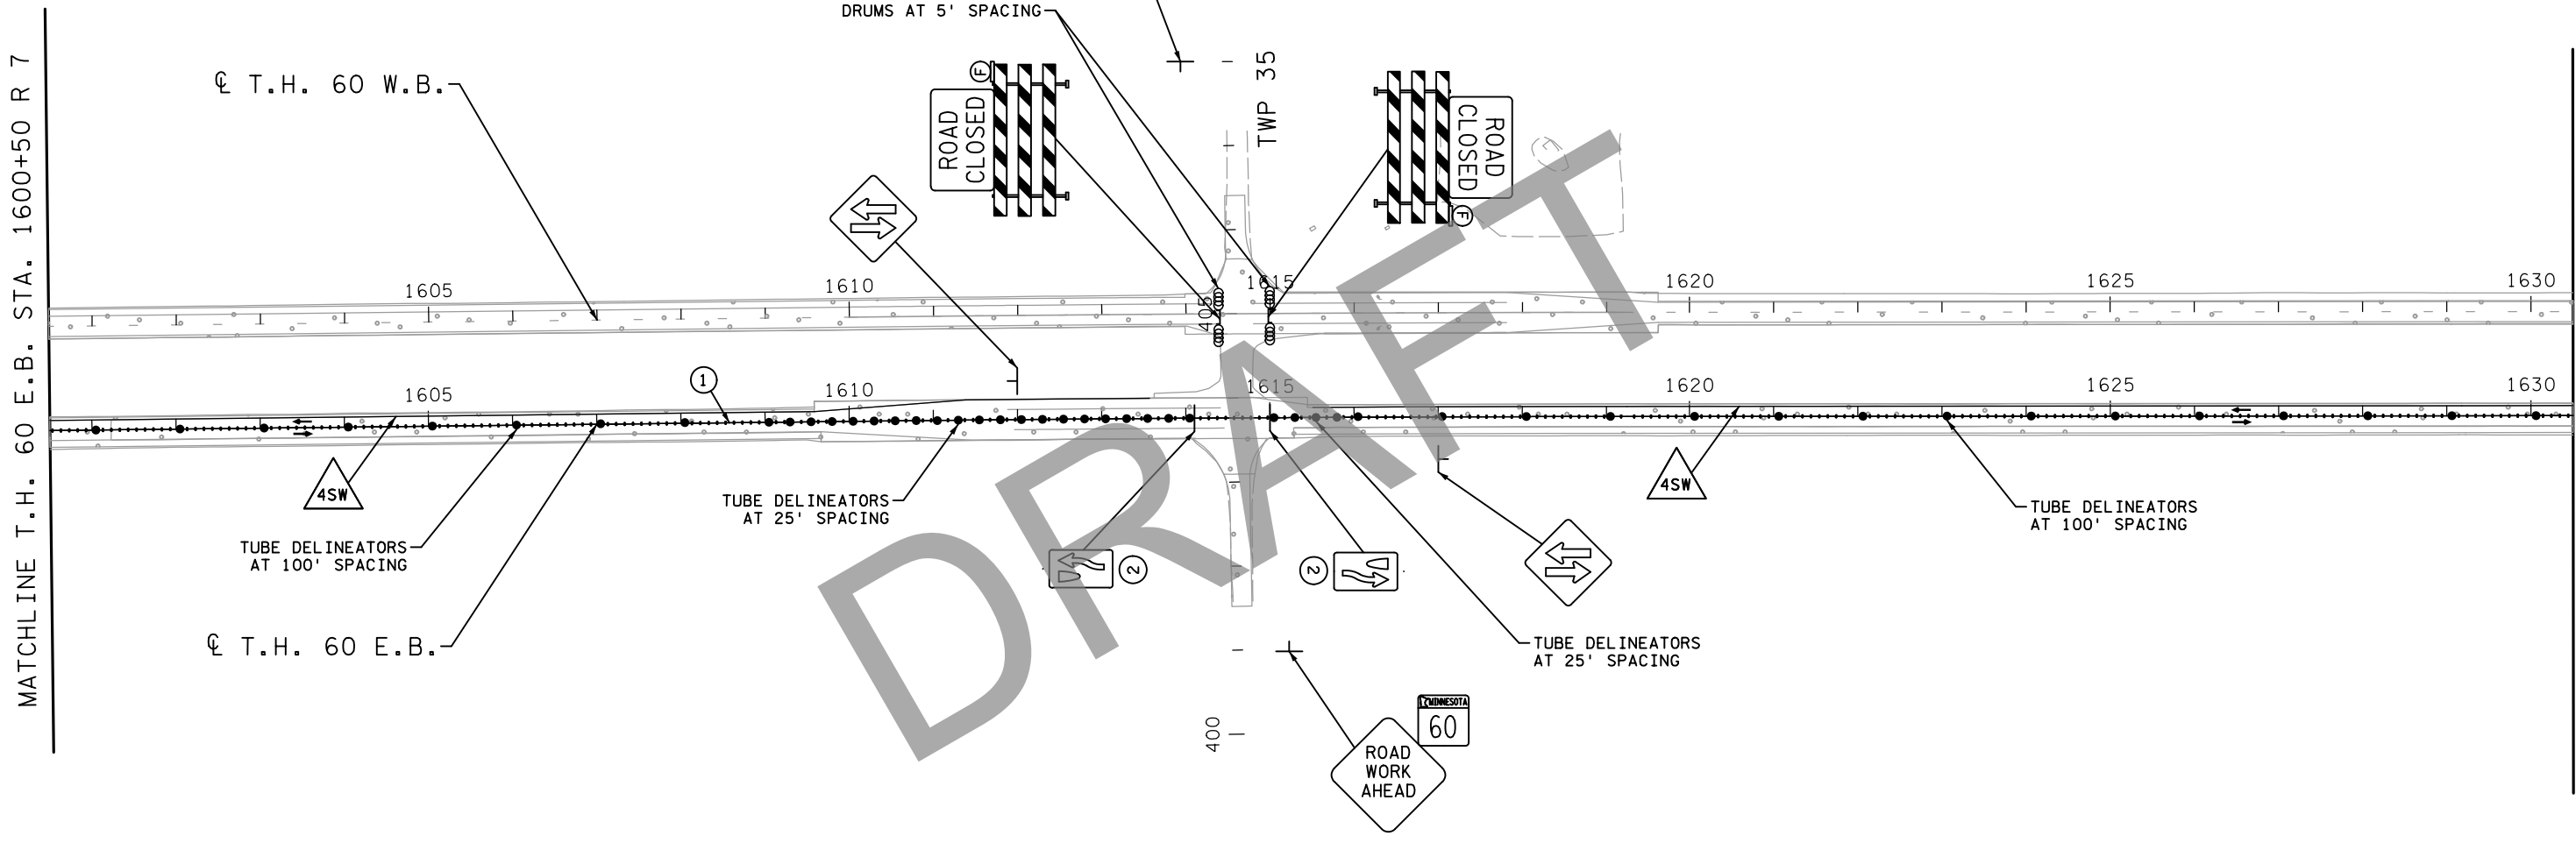 DRUMS AT 5' SPACING
MATCHLINE T.H. 60 E.B. STA. 1600+50 R 7
℄ T.H. 60 W.B.
ROAD
CLOSED
F
TWP 35
ROAD
CLOSED
F
1605
1610
1615
1620
1625
1630
405
1
1605
1610
1615
1620
1625
1630
4SW
TUBE DELINEATORS
AT 100' SPACING
TUBE DELINEATORS
AT 25' SPACING
4SW
TUBE DELINEATORS
AT 100' SPACING
2
2
℄ T.H. 60 E.B.
TUBE DELINEATORS
AT 25' SPACING
400
MINNESOTA
60
ROAD
WORK
AHEAD
DRAFT